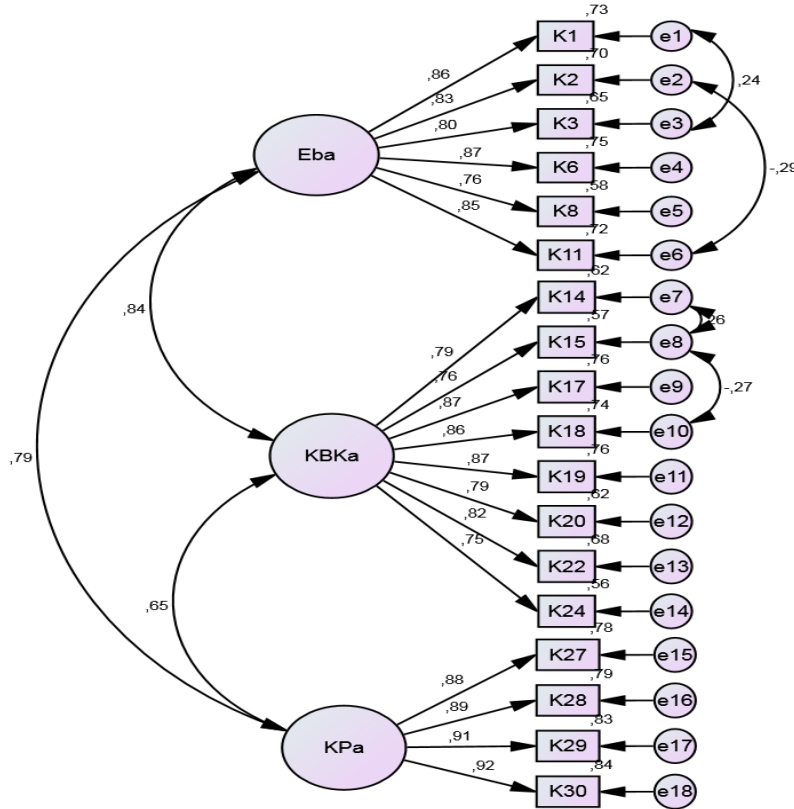 ,73
K1
e1
,70
,86
K2
e2
,24
,83
,65
K3
e3
,80
,75
Eba
K6
e4
-,29
,87
,58
,76
K8
e5
,85
,72
K11
e6
,62
K14
e7
,84
,57
,26
,79
K15
e8
,76
,76
K17
e9
-,27
,87
,74
K18
e10
,86
,76
KBKa
,79
K19
e11
,87
,62
,79
K20
e12
,82
,68
K22
e13
,75
,56
K24
e14
,65
,78
K27
e15
,88
,79
K28
e16
,89
,83
KPa
K29
e17
,91
,84
,92
K30
e18